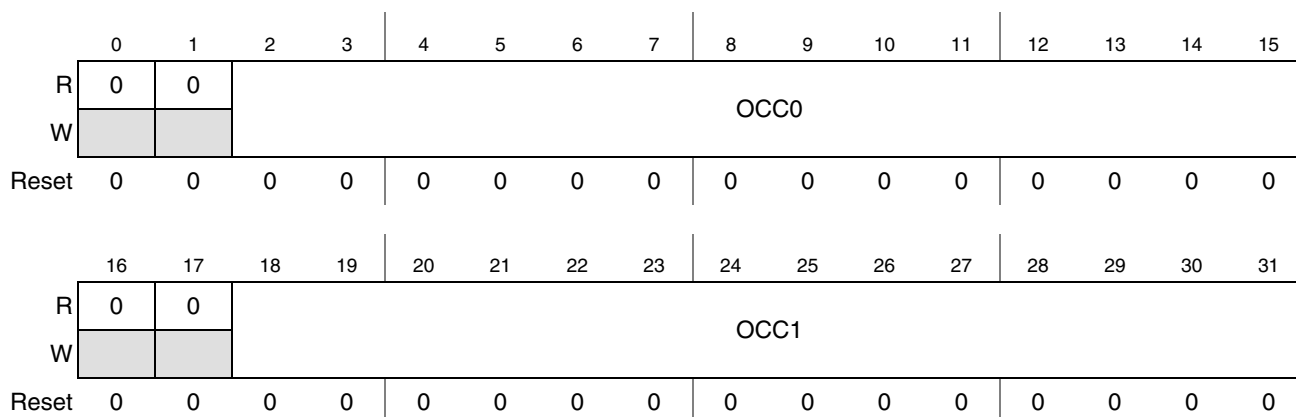 0 1 2 3 4 5 6 7 8 9 10 11 12 13 14 15
R 0 0 OCC0
W
Reset 0 0 0 0 0 0 0 0 0 0 0 0 0 0 0 0
16 17 18 19 20 21 22 23 24 25 26 27 28 29 30 31
R 0 0 OCC1
W
Reset 0 0 0 0 0 0 0 0 0 0 0 0 0 0 0 0